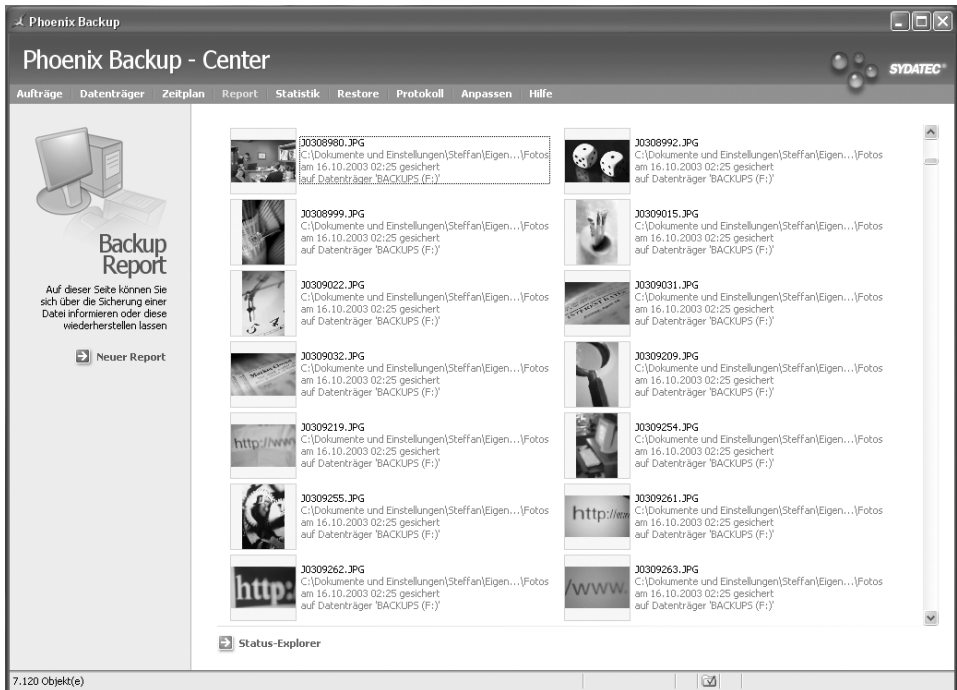 Phoenix Backup
Phoenix Backup - Center
SYDATEC
Aufträge Datenträger Zeitplan Report Statistik Restore Protokoll Anpassen Hilfe
Backup
Report
Auf dieser Seite können Sie
sich über die Sicherung einer
Datei informieren oder diese
wiederherstellen lassen
Neuer Report
J0308980.JPG
C:\Dokumente und Einstellungen\Steffan\Eigen...\Fotos
am 16.10.2003 02:25 gesichert
auf Datenträger 'BACKUPS (F:)'
J0308992.JPG
C:\Dokumente und Einstellungen\Steffan\Eigen...\Fotos
am 16.10.2003 02:25 gesichert
auf Datenträger 'BACKUPS (F:)'
J0308999.JPG
C:\Dokumente und Einstellungen\Steffan\Eigen...\Fotos
am 16.10.2003 02:25 gesichert
auf Datenträger 'BACKUPS (F:)'
J0309015.JPG
C:\Dokumente und Einstellungen\Steffan\Eigen...\Fotos
am 16.10.2003 02:25 gesichert
auf Datenträger 'BACKUPS (F:)'
J0309022.JPG
C:\Dokumente und Einstellungen\Steffan\Eigen...\Fotos
am 16.10.2003 02:25 gesichert
auf Datenträger 'BACKUPS (F:)'
J0309031.JPG
C:\Dokumente und Einstellungen\Steffan\Eigen...\Fotos
am 16.10.2003 02:25 gesichert
auf Datenträger 'BACKUPS (F:)'
J0309032.JPG
C:\Dokumente und Einstellungen\Steffan\Eigen...\Fotos
am 16.10.2003 02:25 gesichert
auf Datenträger 'BACKUPS (F:)'
J0309209.JPG
C:\Dokumente und Einstellungen\Steffan\Eigen...\Fotos
am 16.10.2003 02:25 gesichert
auf Datenträger 'BACKUPS (F:)'
http://www
J0309219.JPG
C:\Dokumente und Einstellungen\Steffan\Eigen...\Fotos
am 16.10.2003 02:25 gesichert
auf Datenträger 'BACKUPS (F:)'
J0309254.JPG
C:\Dokumente und Einstellungen\Steffan\Eigen...\Fotos
am 16.10.2003 02:25 gesichert
auf Datenträger 'BACKUPS (F:)'
J0309255.JPG
C:\Dokumente und Einstellungen\Steffan\Eigen...\Fotos
am 16.10.2003 02:25 gesichert
auf Datenträger 'BACKUPS (F:)'
http://ww
J0309261.JPG
C:\Dokumente und Einstellungen\Steffan\Eigen...\Fotos
am 16.10.2003 02:25 gesichert
auf Datenträger 'BACKUPS (F:)'
http:
J0309262.JPG
C:\Dokumente und Einstellungen\Steffan\Eigen...\Fotos
am 16.10.2003 02:25 gesichert
auf Datenträger 'BACKUPS (F:)'
/www.
J0309263.JPG
C:\Dokumente und Einstellungen\Steffan\Eigen...\Fotos
am 16.10.2003 02:25 gesichert
auf Datenträger 'BACKUPS (F:)'
Status-Explorer
7.120 Objekt(e)